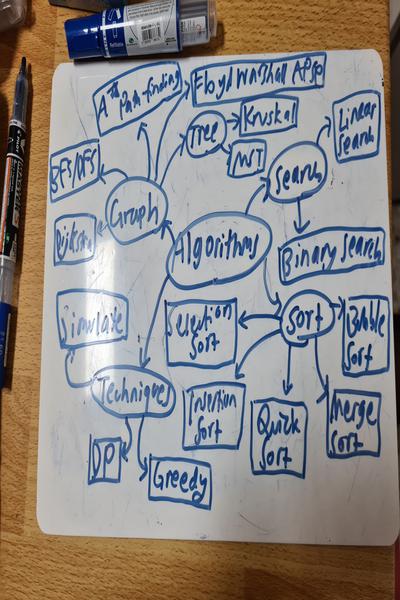 A* Path-finding
Floyd Warshall APSP
Tree
Kruskal
MST
Linear
Search
BFS/DFS
Search
Graph
Dijkstra
Algorithms
Binary Search
Simulate
Selection
Sort
Sort
Bubble
Sort
Techniques
Insertion
Sort
Quick
Sort
Merge
Sort
DP
Greedy